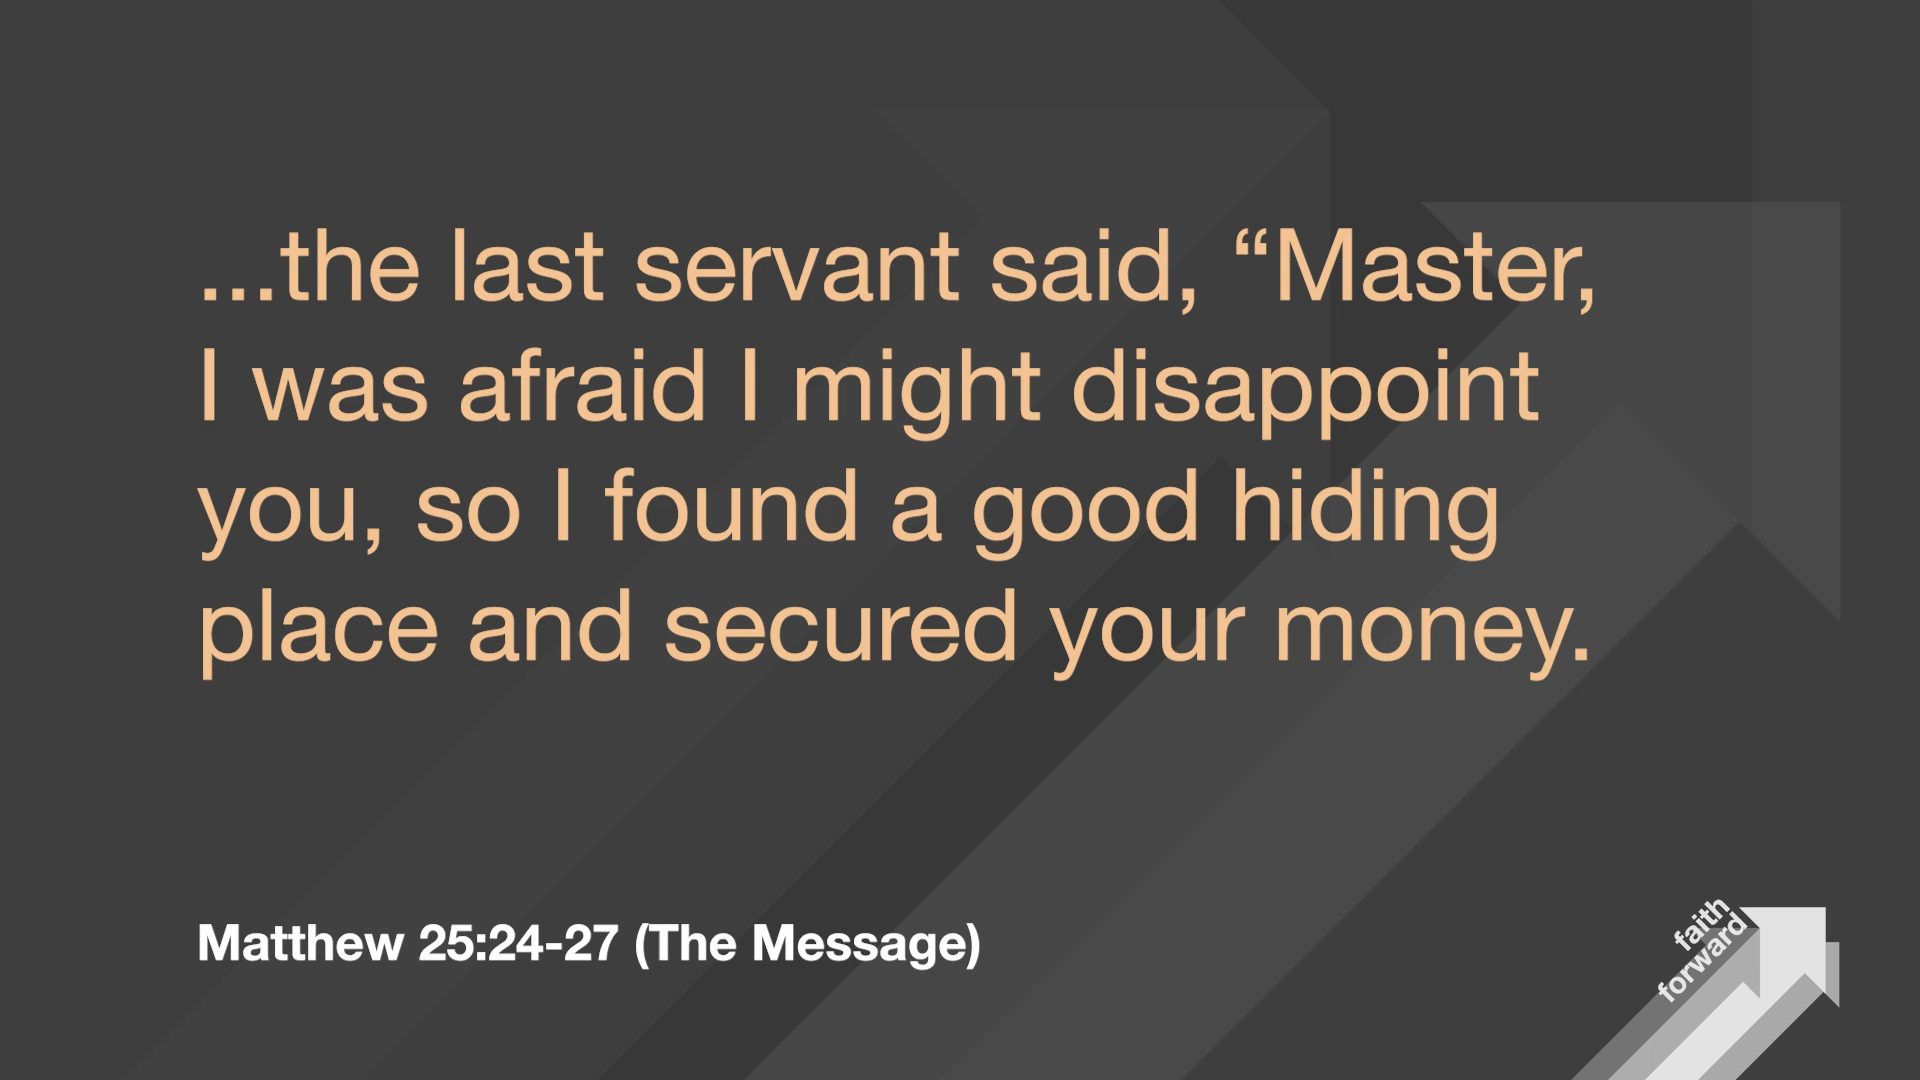 ...the last servant said, “Master,
I was afraid I might disappoint
you, so I found a good hiding
place and secured your money.
Matthew 25:24-27 (The Message)
faith
forward